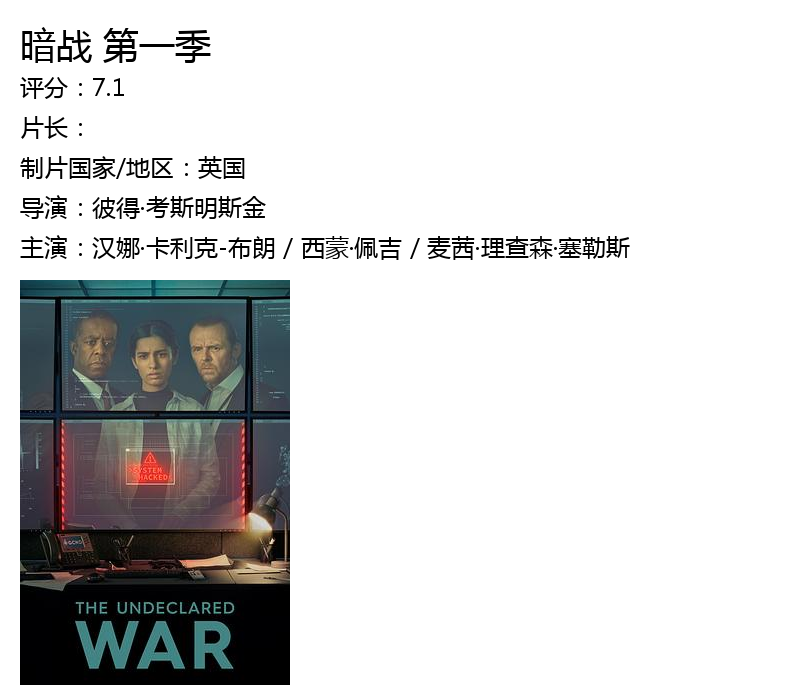 暗战 第一季
评分：7.1
片长：
制片国家/地区：英国
导演：彼得·考斯明斯金
主演：汉娜·卡利克-布朗 / 西蒙·佩吉 / 麦茜·理查森·塞勒斯
SYSTEM
HACKED
THE UNDECLARED
WAR